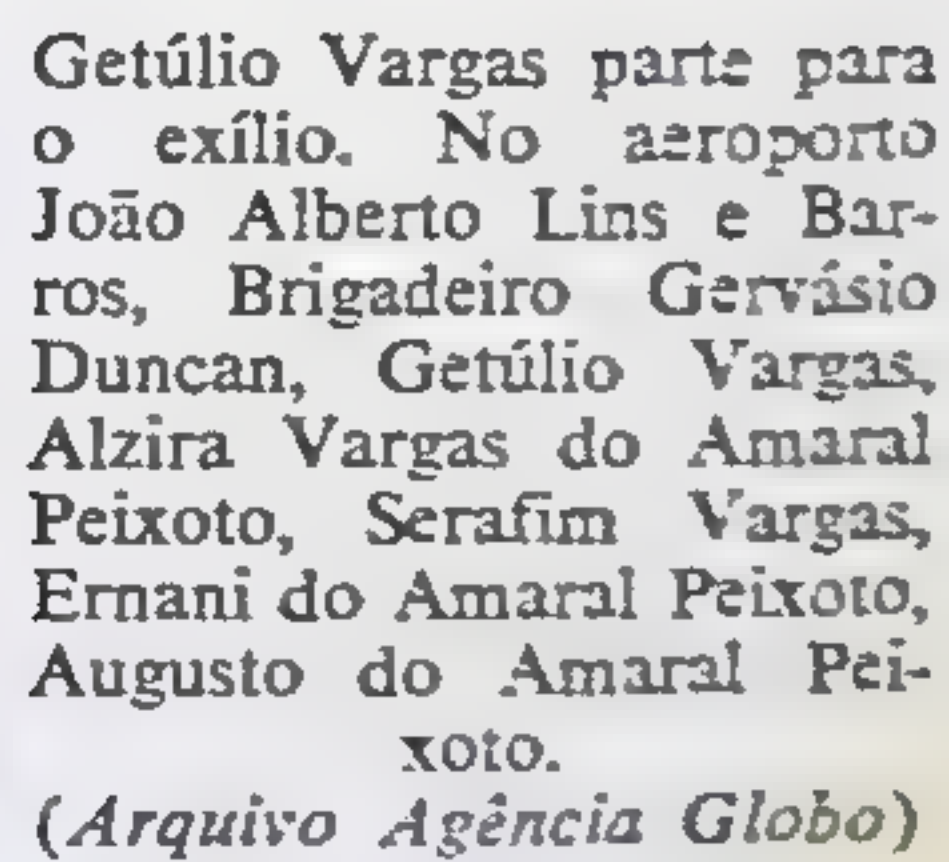 Getúlio Vargas parte para
o exílio. No aeroporto
João Alberto Lins e Bar-
ros, Brigadeiro Gervásio
Duncan, Getúlio Vargas,
Alzira Vargas do Amaral
Peixoto, Serafim Vargas,
Ernani do Amaral Peixoto,
Augusto do Amaral Pei-
xoto.
(Arquivo Agência Globo)